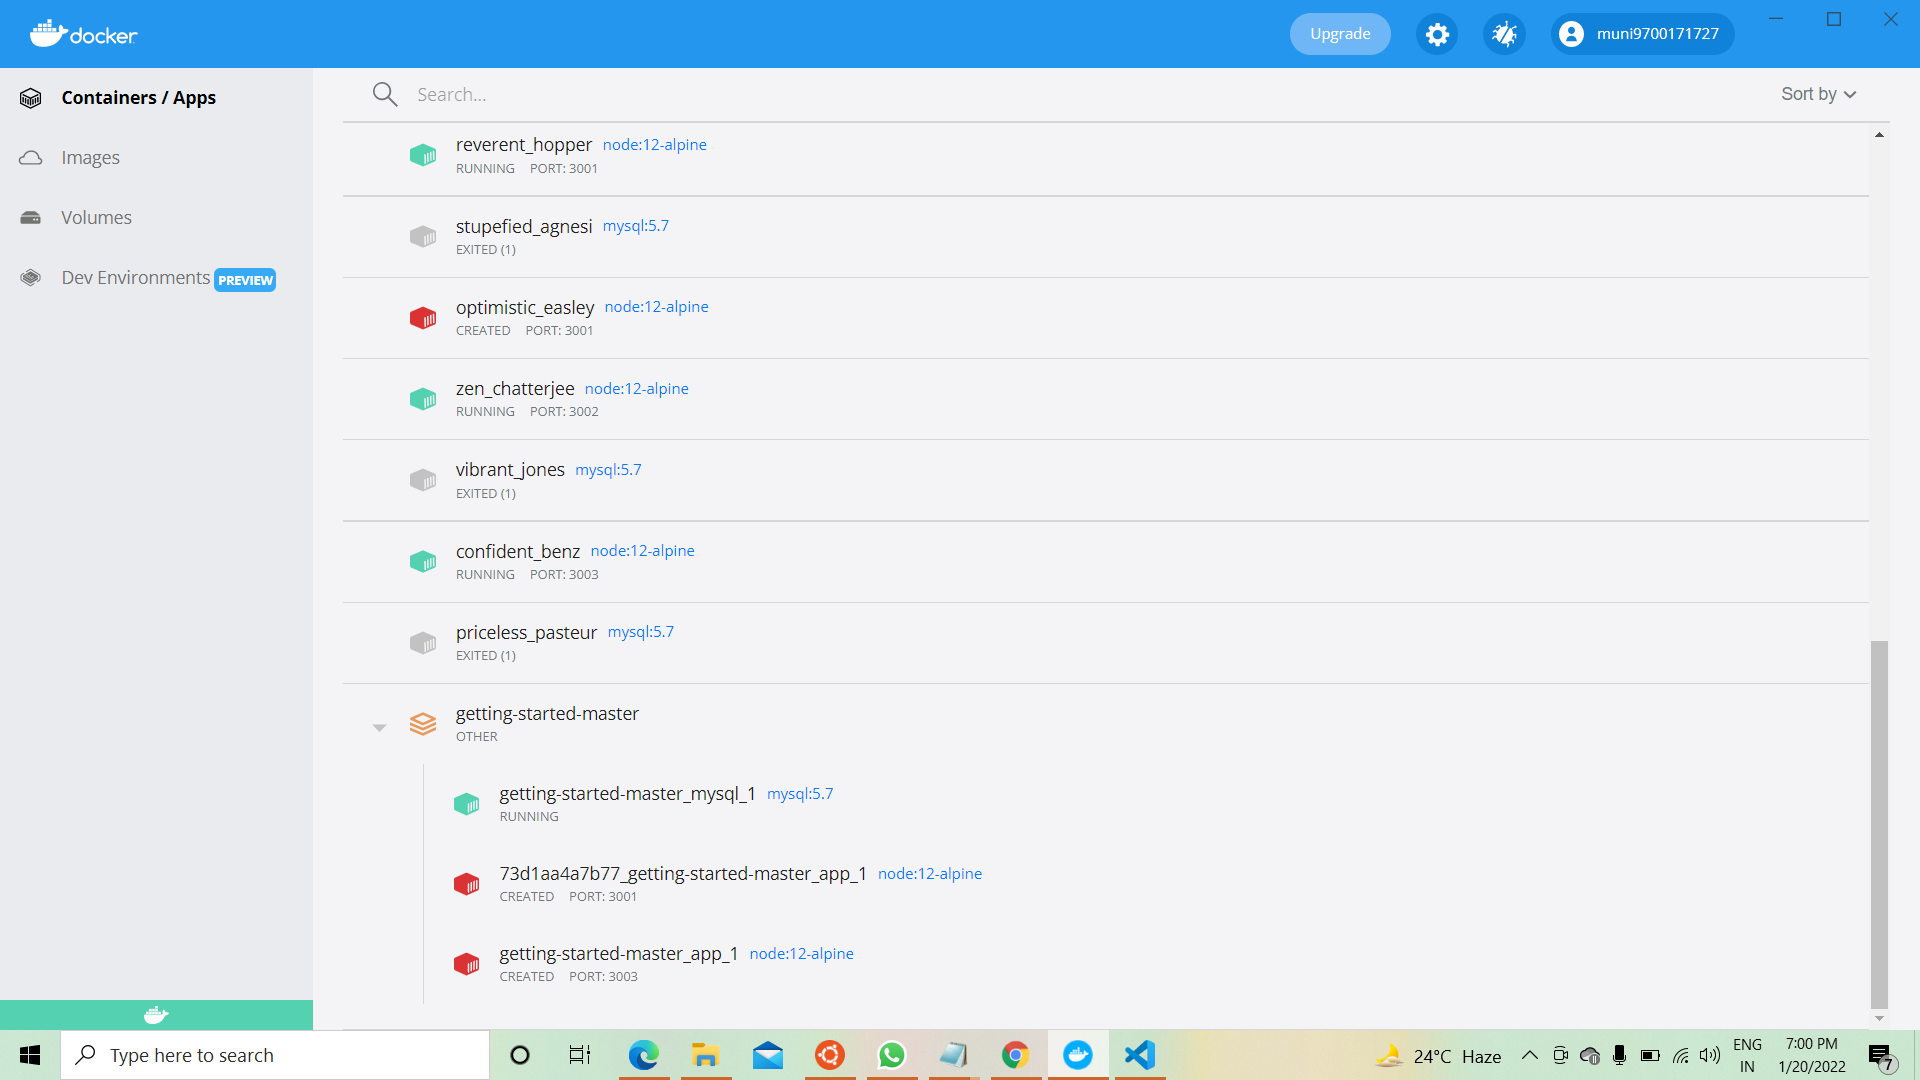 docker
Upgrade
muni9700171727
Containers / Apps
Images
Volumes
Dev Environments PREVIEW
Search...
Sort by
reverent_hopper node:12-alpine
RUNNING PORT: 3001
stupefied_agnesi mysql:5.7
EXITED (1)
optimistic_easley node:12-alpine
CREATED PORT: 3001
zen_chatterjee node:12-alpine
RUNNING PORT: 3002
vibrant_jones mysql:5.7
EXITED (1)
confident_benz node:12-alpine
RUNNING PORT: 3003
priceless_pasteur mysql:5.7
EXITED (1)
getting-started-master
OTHER
getting-started-master_mysql_1 mysql:5.7
RUNNING
73d1aa4a7b77_getting-started-master_app_1 node:12-alpine
CREATED PORT: 3001
getting-started-master_app_1 node:12-alpine
CREATED PORT: 3003
Type here to search
24°C Haze
ENG
IN
7:00 PM
1/20/2022
7